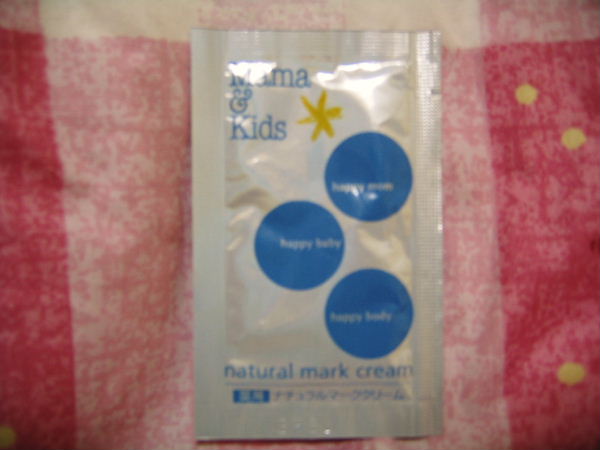 Mama
&
Kids
happy mom
happy baby
happy body
natural mark cream
薬用 ナチュラルマーククリーム